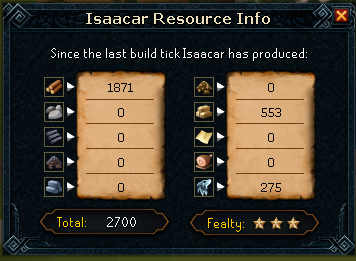 Isaacar Resource Info
Since the last build tick Isaacar has produced:
1871 0
0 553
0 0
0 0
0 275
Total: 2700 Fealty: